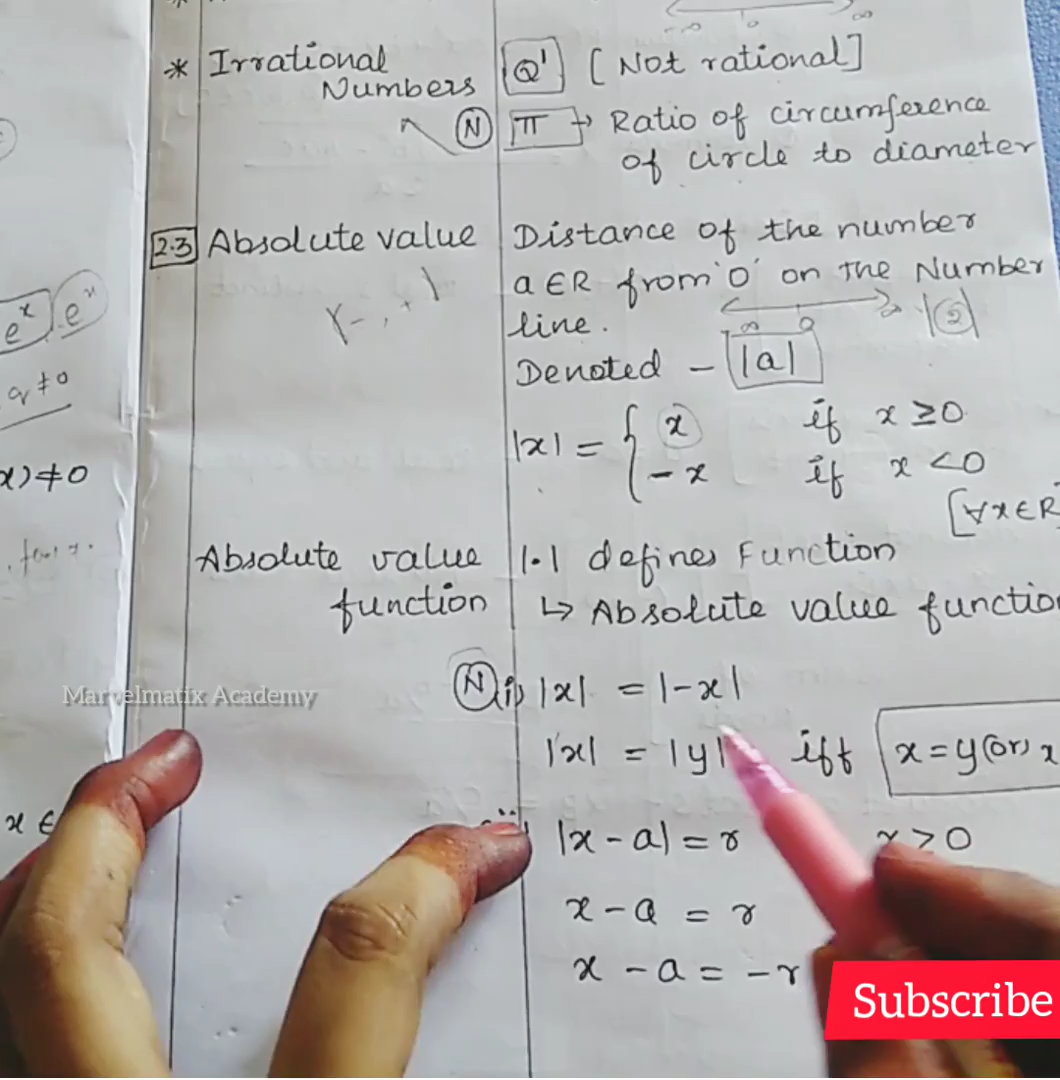 * Irrational Numbers Q' [Not rational]
N π → Ratio of circumference of circle to diameter
2.3 Absolute value Distance of the number
a ∈ R from '0' on the Number
line.
Denoted - |a|
|x| = { x if x ≥ 0
-x if x < 0
[∀x∈R
Absolute value function |.| defines Function
↳ Absolute value functio
N i) |x| = |-x|
|x| = |y| iff x = y (or) x
|x - a| = r r > 0
x - a = r
x - a = -r
e^x e^x
q ≠ 0
x) ≠ 0
x ∈
Marvelmatix Academy
Subscribe